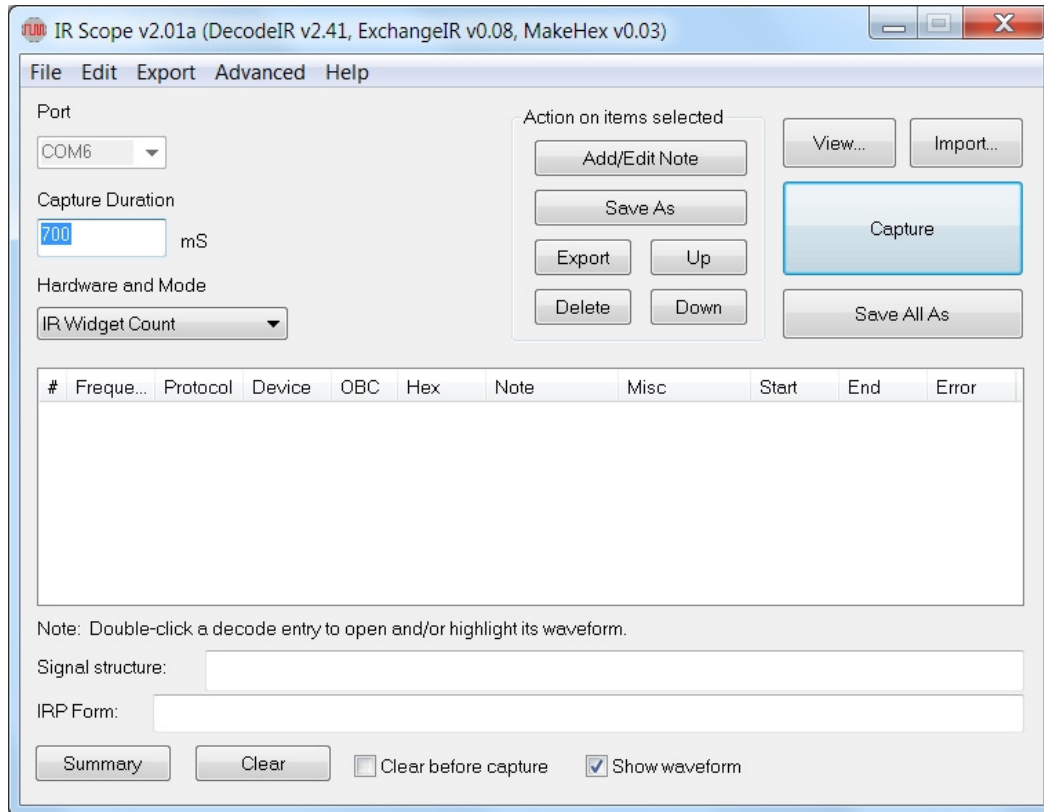 IR Scope v2.01a (DecodeIR v2.41, ExchangeIR v0.08, MakeHex v0.03)
File Edit Export Advanced Help
Port
COM6
Capture Duration
700 mS
Hardware and Mode
IR Widget Count
Action on items selected
Add/Edit Note
Save As
Export Up
Delete Down
View... Import...
Capture
Save All As
# Freque... Protocol Device OBC Hex Note Misc Start End Error
Note: Double-click a decode entry to open and/or highlight its waveform.
Signal structure:
IRP Form:
Summary Clear Clear before capture Show waveform